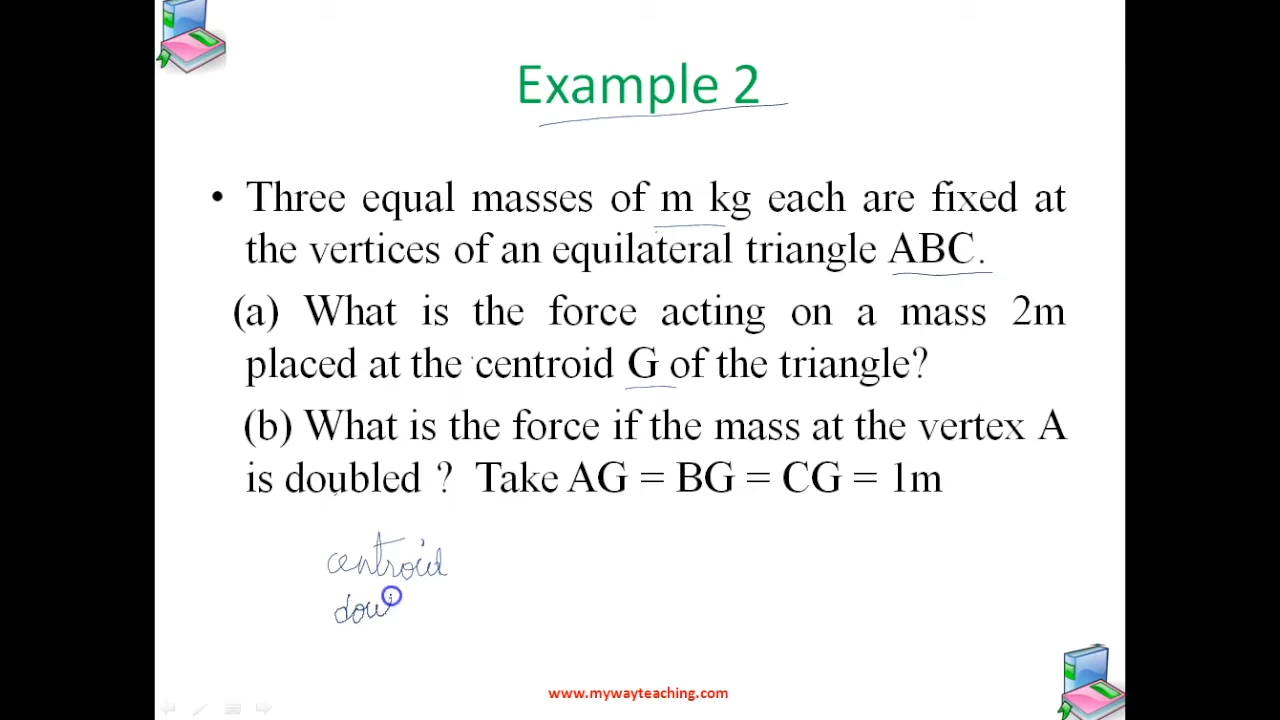 Example 2
• Three equal masses of m kg each are fixed at
the vertices of an equilateral triangle ABC.
(a) What is the force acting on a mass 2m
placed at the centroid G of the triangle?
(b) What is the force if the mass at the vertex A
is doubled ? Take AG = BG = CG = 1m
centroid
dou
www.mywayteaching.com